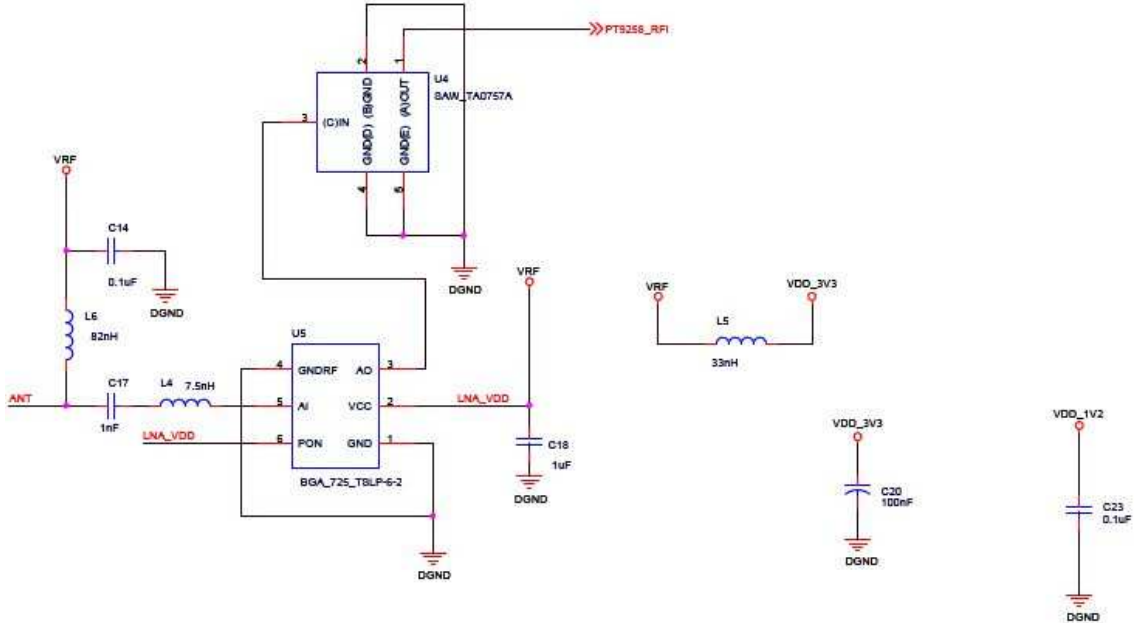 PT9256_RFI
2
1
U4
SAW_TA0757A
(B)GND
(A)OUT
3
(C)IN
GND(D)
GND(E)
4
5
VRF
C14
0.1uF
DGND
DGND
VRF
VRF
VDD_3V3
L5
33nH
L6
82nH
U5
4
GNDRF
AO
3
ANT
C17
1nF
L4
7.5nH
5
AI
VCC
2
LNA_VDD
LNA_VDD
6
PON
GND
1
BGA_725_TBLP-6-2
C18
1uF
DGND
DGND
VDD_3V3
C20
100nF
DGND
VDD_1V2
C23
0.1uF
DGND